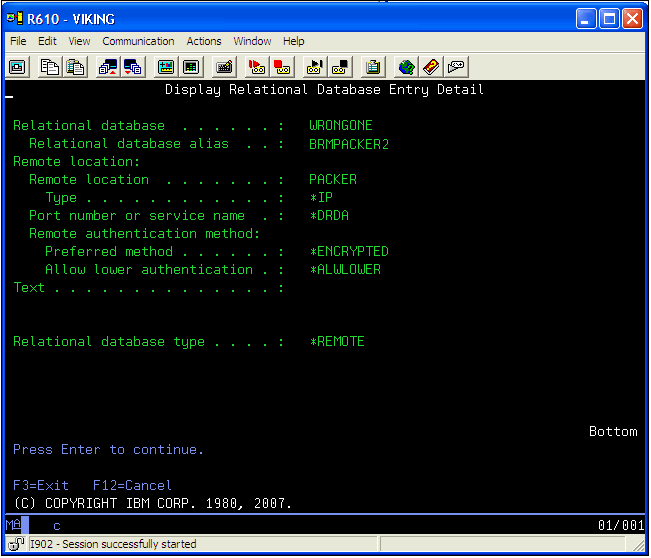 R610 - VIKING
File Edit View Communication Actions Window Help
Display Relational Database Entry Detail
Relational database . . . . . . : WRONGONE
Relational database alias . . : BRMPACKER2
Remote location:
Remote location . . . . . . . : PACKER
Type . . . . . . . . . . . . : *IP
Port number or service name . : *DRDA
Remote authentication method:
Preferred method . . . . . . : *ENCRYPTED
Allow lower authentication . : *ALWLOWER
Text . . . . . . . . . . . . . . . :
Relational database type . . . . : *REMOTE
Bottom
Press Enter to continue.
F3=Exit F12=Cancel
(C) COPYRIGHT IBM CORP. 1980, 2007.
MA c 01/001
I902 - Session successfully started